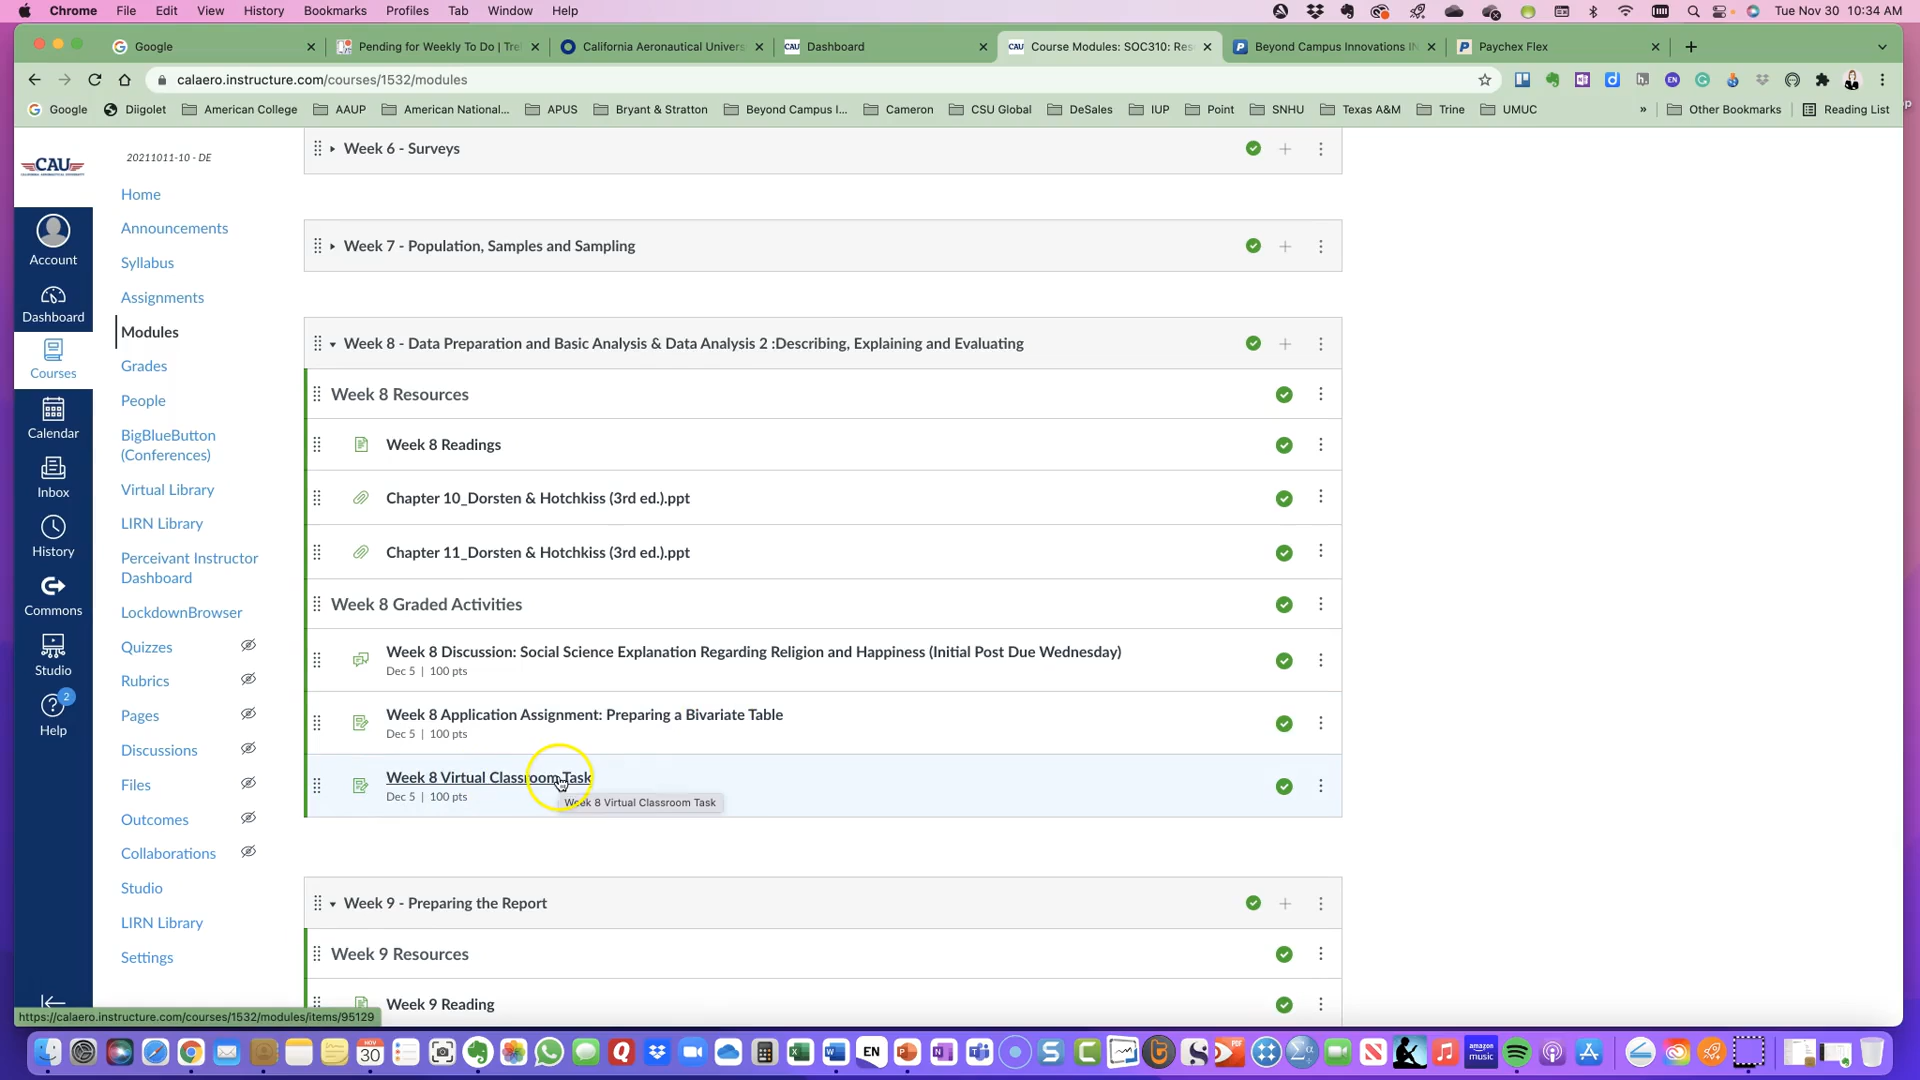 Chrome File Edit View History Bookmarks Profiles Tab Window Help Tue Nov 30 10:34 AM
Google Pending for Weekly To Do | Trel California Aeronautical Univers Dashboard Course Modules: SOC310: Res Beyond Campus Innovations IN Paychex Flex
calaero.instructure.com/courses/1532/modules
Google Diigolet American College AAUP American National... APUS Bryant & Stratton Beyond Campus I... Cameron CSU Global DeSales IUP Point SNHU Texas A&M Trine UMUC » Other Bookmarks Reading List
CAU
Account
Dashboard
Courses
Calendar
Inbox
History
Commons
Studio
2
Help
20211011-10 - DE
Home
Announcements
Syllabus
Assignments
Modules
Grades
People
BigBlueButton
(Conferences)
Virtual Library
LIRN Library
Perceivant Instructor
Dashboard
LockdownBrowser
Quizzes
Rubrics
Pages
Discussions
Files
Outcomes
Collaborations
Studio
LIRN Library
Settings
Week 6 - Surveys
Week 7 - Population, Samples and Sampling
Week 8 - Data Preparation and Basic Analysis & Data Analysis 2 :Describing, Explaining and Evaluating
Week 8 Resources
Week 8 Readings
Chapter 10_Dorsten & Hotchkiss (3rd ed.).ppt
Chapter 11_Dorsten & Hotchkiss (3rd ed.).ppt
Week 8 Graded Activities
Week 8 Discussion: Social Science Explanation Regarding Religion and Happiness (Initial Post Due Wednesday)
Dec 5 | 100 pts
Week 8 Application Assignment: Preparing a Bivariate Table
Dec 5 | 100 pts
Week 8 Virtual Classroom Task
Dec 5 | 100 pts
Week 8 Virtual Classroom Task
Week 9 - Preparing the Report
Week 9 Resources
Week 9 Reading
https://calaero.instructure.com/courses/1532/modules/items/95129
NOV
30
EN
amazon
music